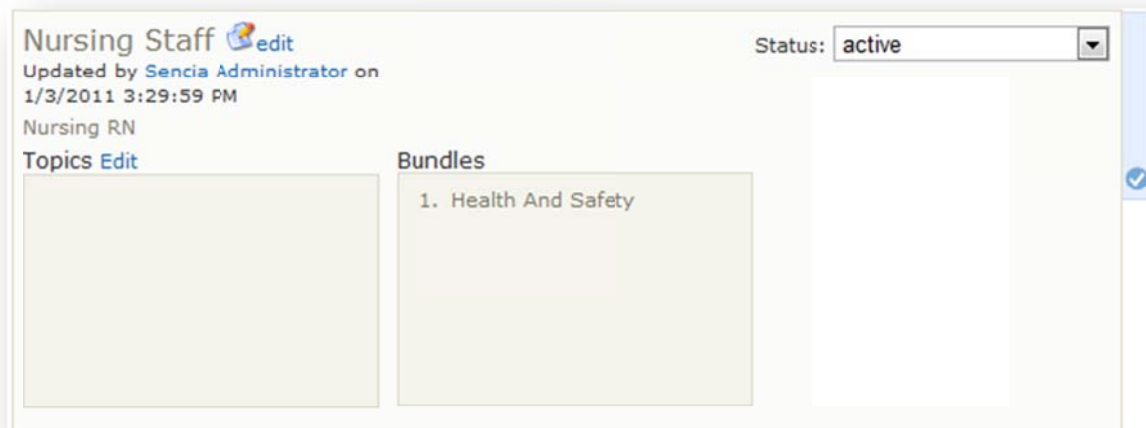 Nursing Staff edit
Status: active
Updated by Sencia Administrator on
1/3/2011 3:29:59 PM
Nursing RN
Topics Edit
Bundles
1. Health And Safety